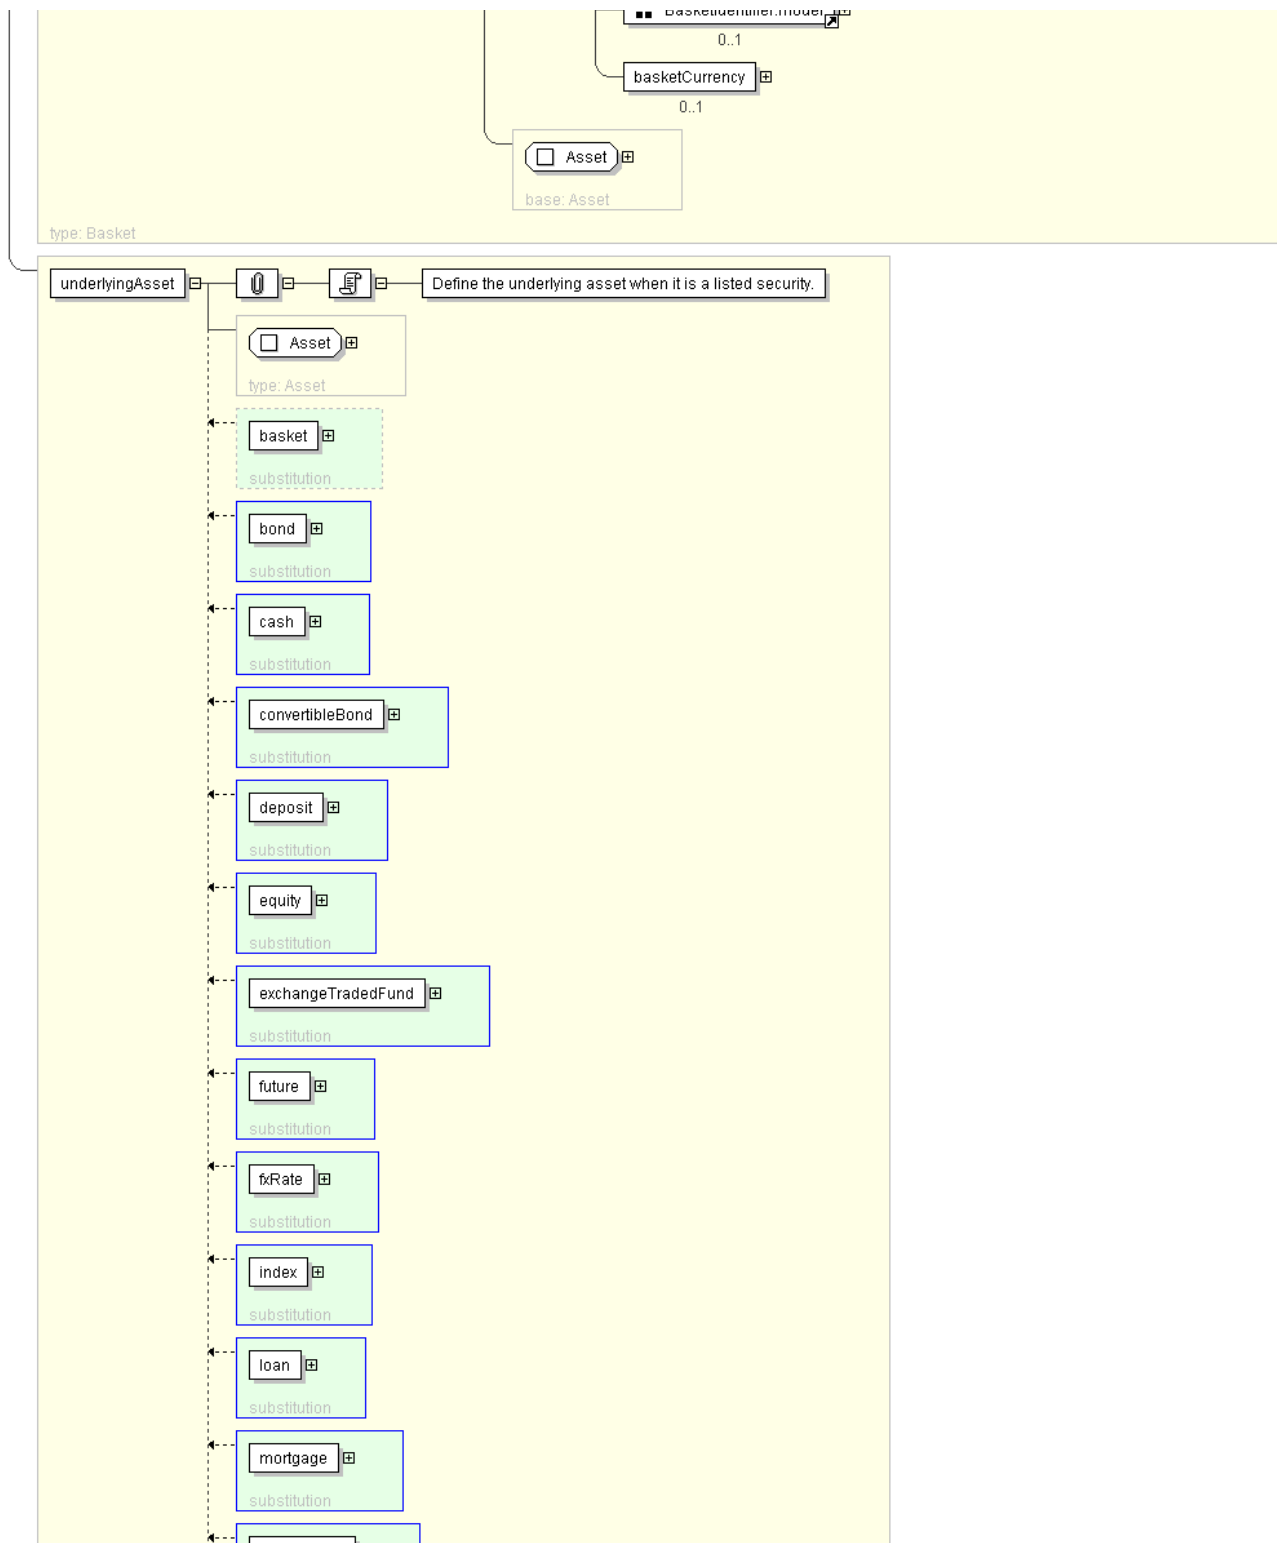 BasketIdentifier.model
0..1
basketCurrency
0..1
Asset
base: Asset
type: Basket
underlyingAsset
Define the underlying asset when it is a listed security.
Asset
type: Asset
basket
substitution
bond
substitution
cash
substitution
convertibleBond
substitution
deposit
substitution
equity
substitution
exchangeTradedFund
substitution
future
substitution
fxRate
substitution
index
substitution
loan
substitution
mortgage
substitution